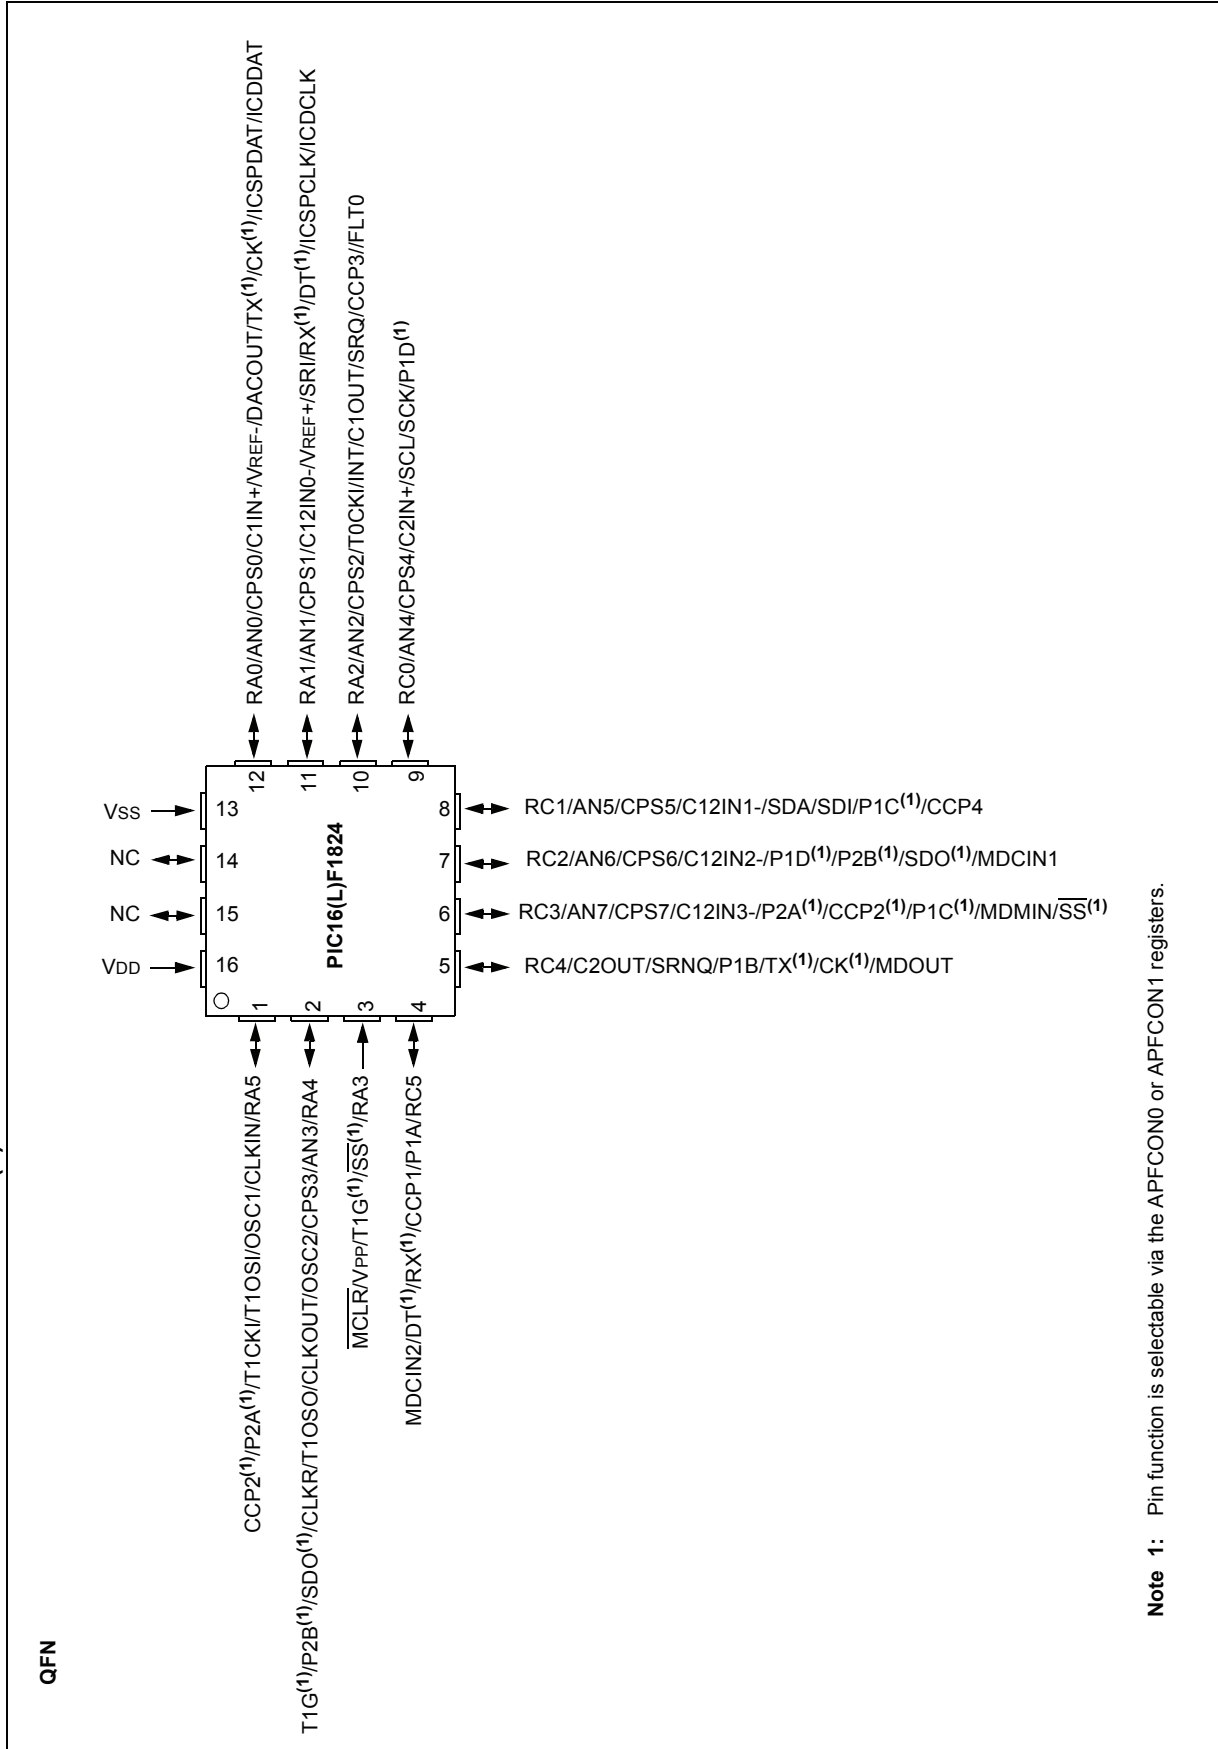 QFN
RA0/AN0/CPS0/C1IN+/VREF-/DACOUT/TX(1)/CK(1)/ICSPDAT/ICDDAT
RA1/AN1/CPS1/C12IN0-/VREF+/SRI/RX(1)/DT(1)/ICSPCLK/ICDCLK
RA2/AN2/CPS2/T0CKI/INT/C1OUT/SRQ/CCP3//FLT0
RC0/AN4/CPS4/C2IN+/SCL/SCK/P1D(1)
12
11
10
9
VSS
13
NC
14
NC
15
VDD
16
PIC16(L)F1824
8
RC1/AN5/CPS5/C12IN1-/SDA/SDI/P1C(1)/CCP4
7
RC2/AN6/CPS6/C12IN2-/P1D(1)/P2B(1)/SDO(1)/MDCIN1
6
RC3/AN7/CPS7/C12IN3-/P2A(1)/CCP2(1)/P1C(1)/MDMIN/S̅S̅(1)
5
RC4/C2OUT/SRNQ/P1B/TX(1)/CK(1)/MDOUT
1
2
3
4
CCP2(1)/P2A(1)/T1CKI/T1OSI/OSC1/CLKIN/RA5
T1G(1)/P2B(1)/SDO(1)/CLKR/T1OSO/CLKOUT/OSC2/CPS3/AN3/RA4
M̅C̅L̅R̅/VPP/T1G(1)/S̅S̅(1)/RA3
MDCIN2/DT(1)/RX(1)/CCP1/P1A/RC5
Note 1: Pin function is selectable via the APFCON0 or APFCON1 registers.